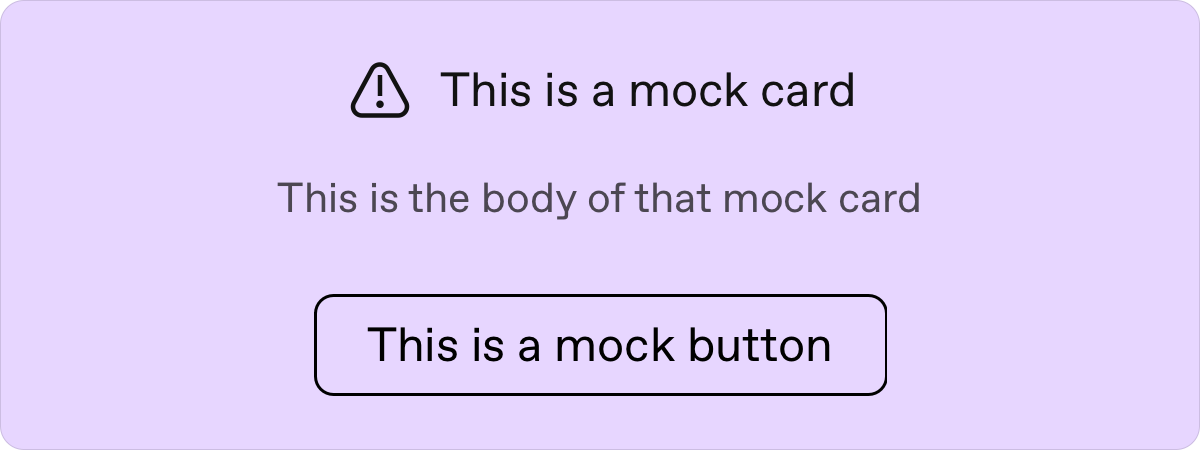 This is a mock card
This is the body of that mock card
This is a mock button